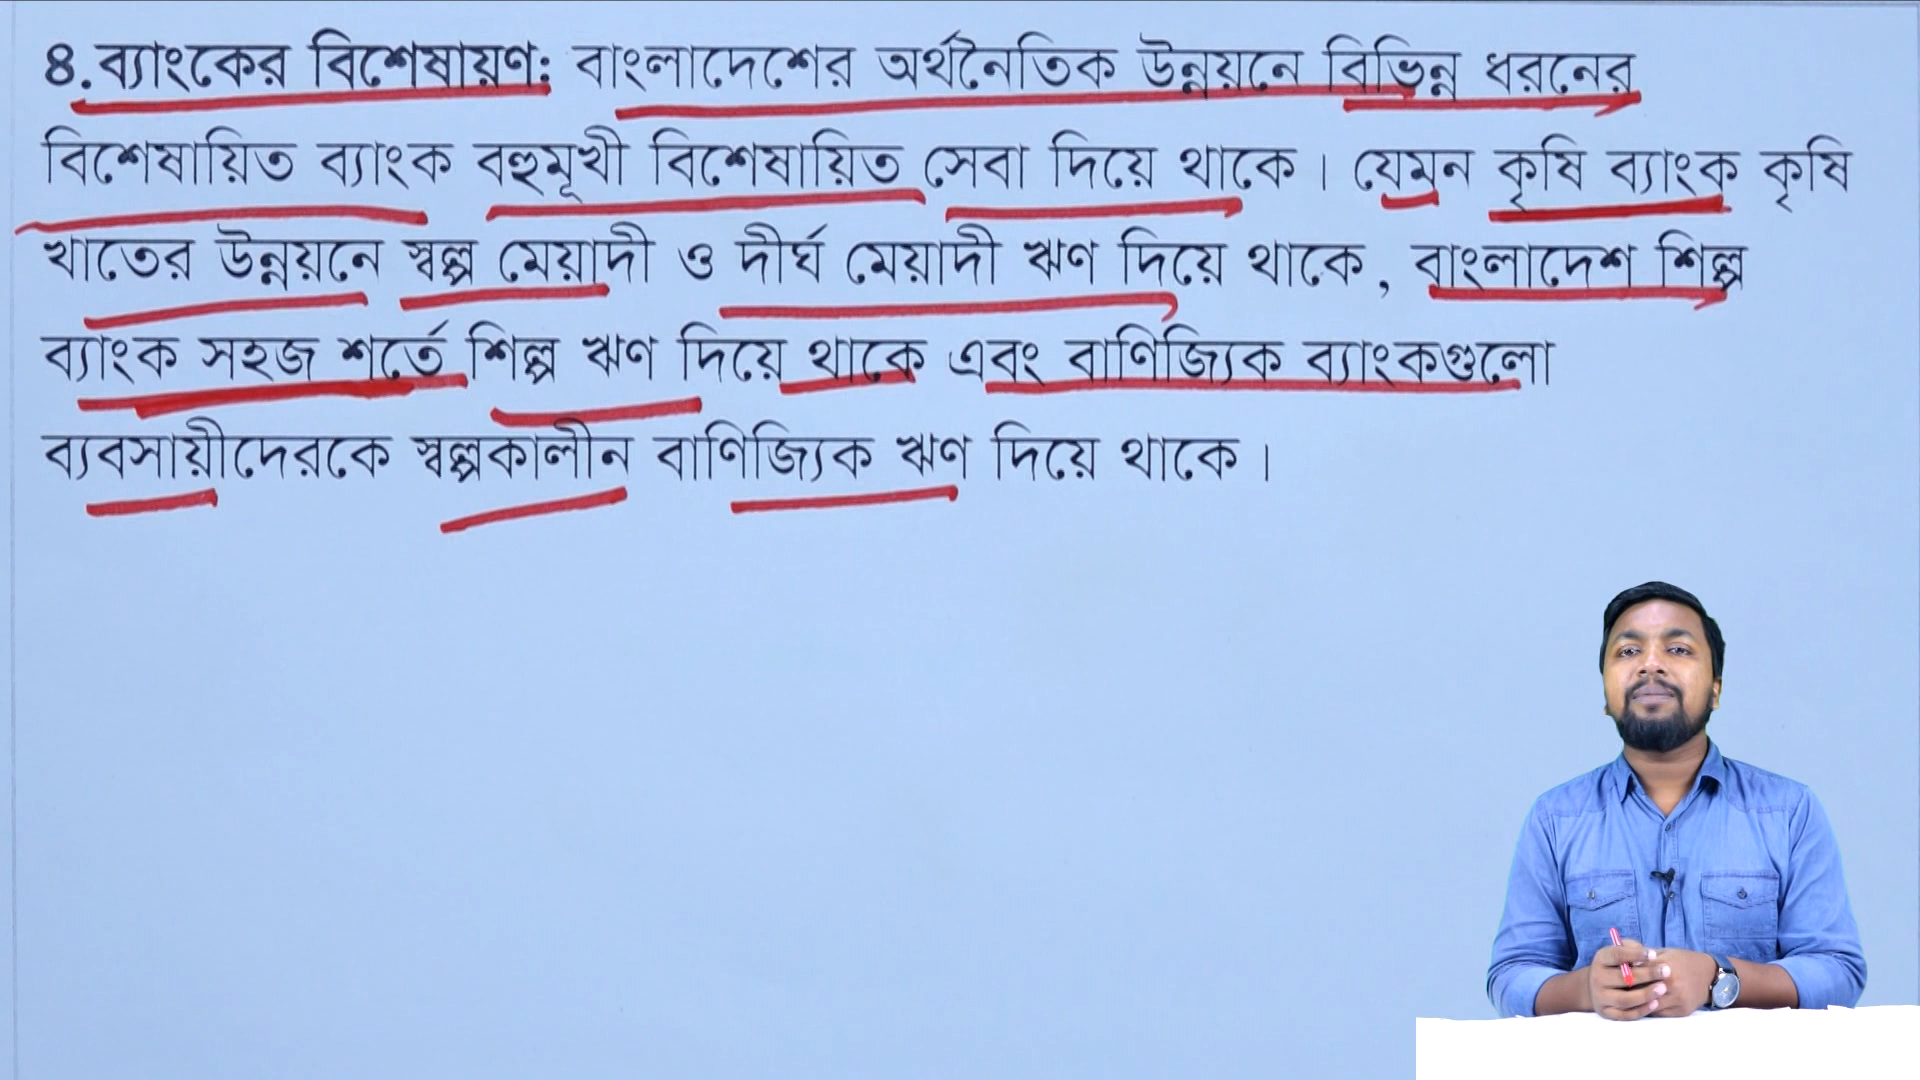 ৪. ব্যাংকের বিশেষায়ণ: বাংলাদেশের অর্থনৈতিক উন্নয়নে বিভিন্ন ধরনের
বিশেষায়িত ব্যাংক বহুমূখী বিশেষায়িত সেবা দিয়ে থাকে। যেমন কৃষি ব্যাংক কৃষি
খাতের উন্নয়নে স্বল্প মেয়াদী ও দীর্ঘ মেয়াদী ঋণ দিয়ে থাকে, বাংলাদেশ শিল্প
ব্যাংক সহজ শর্তে শিল্প ঋণ দিয়ে থাকে এবং বাণিজ্যিক ব্যাংকগুলো
ব্যবসায়ীদেরকে স্বল্পকালীন বাণিজ্যিক ঋণ দিয়ে থাকে।